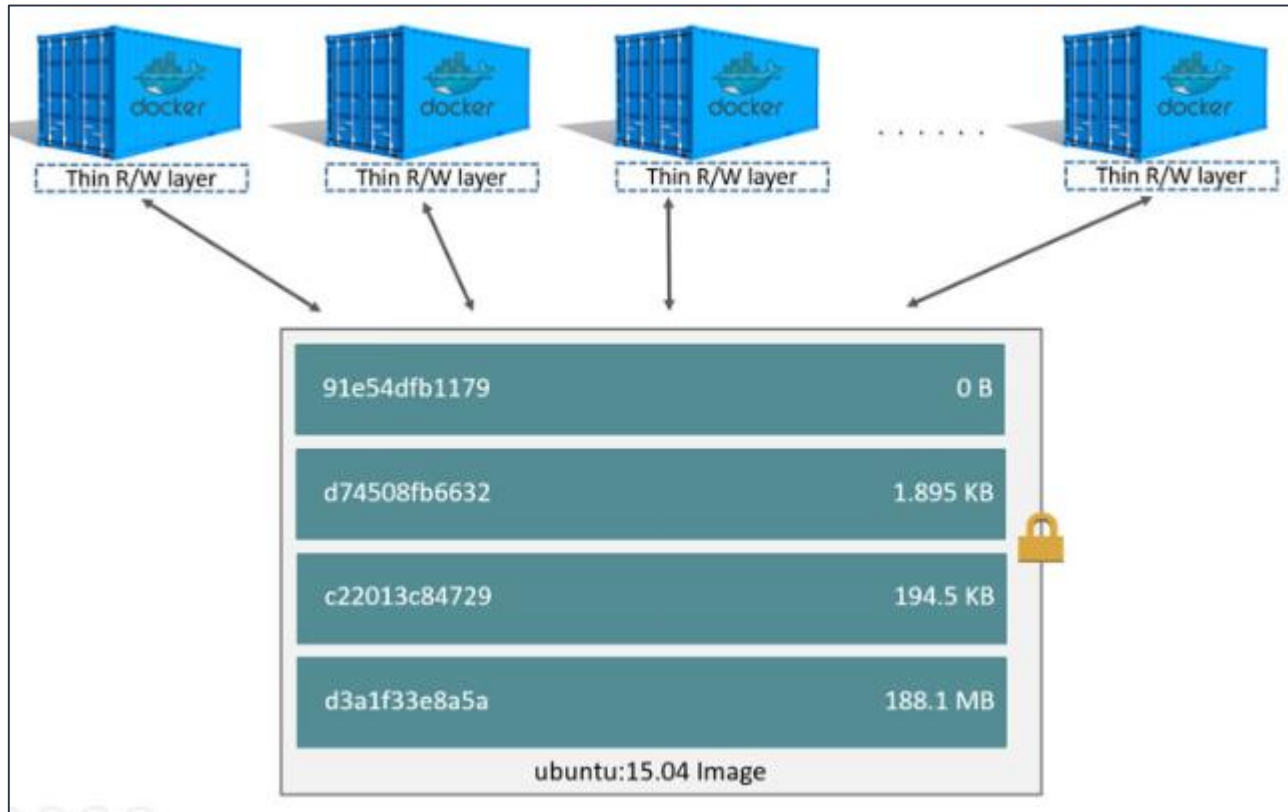 docker
docker
docker
docker
Thin R/W layer
Thin R/W layer
Thin R/W layer
. . . . . .
Thin R/W layer
91e54dfb1179 0 B
d74508fb6632 1.895 KB
c22013c84729 194.5 KB
d3a1f33e8a5a 188.1 MB
ubuntu:15.04 Image